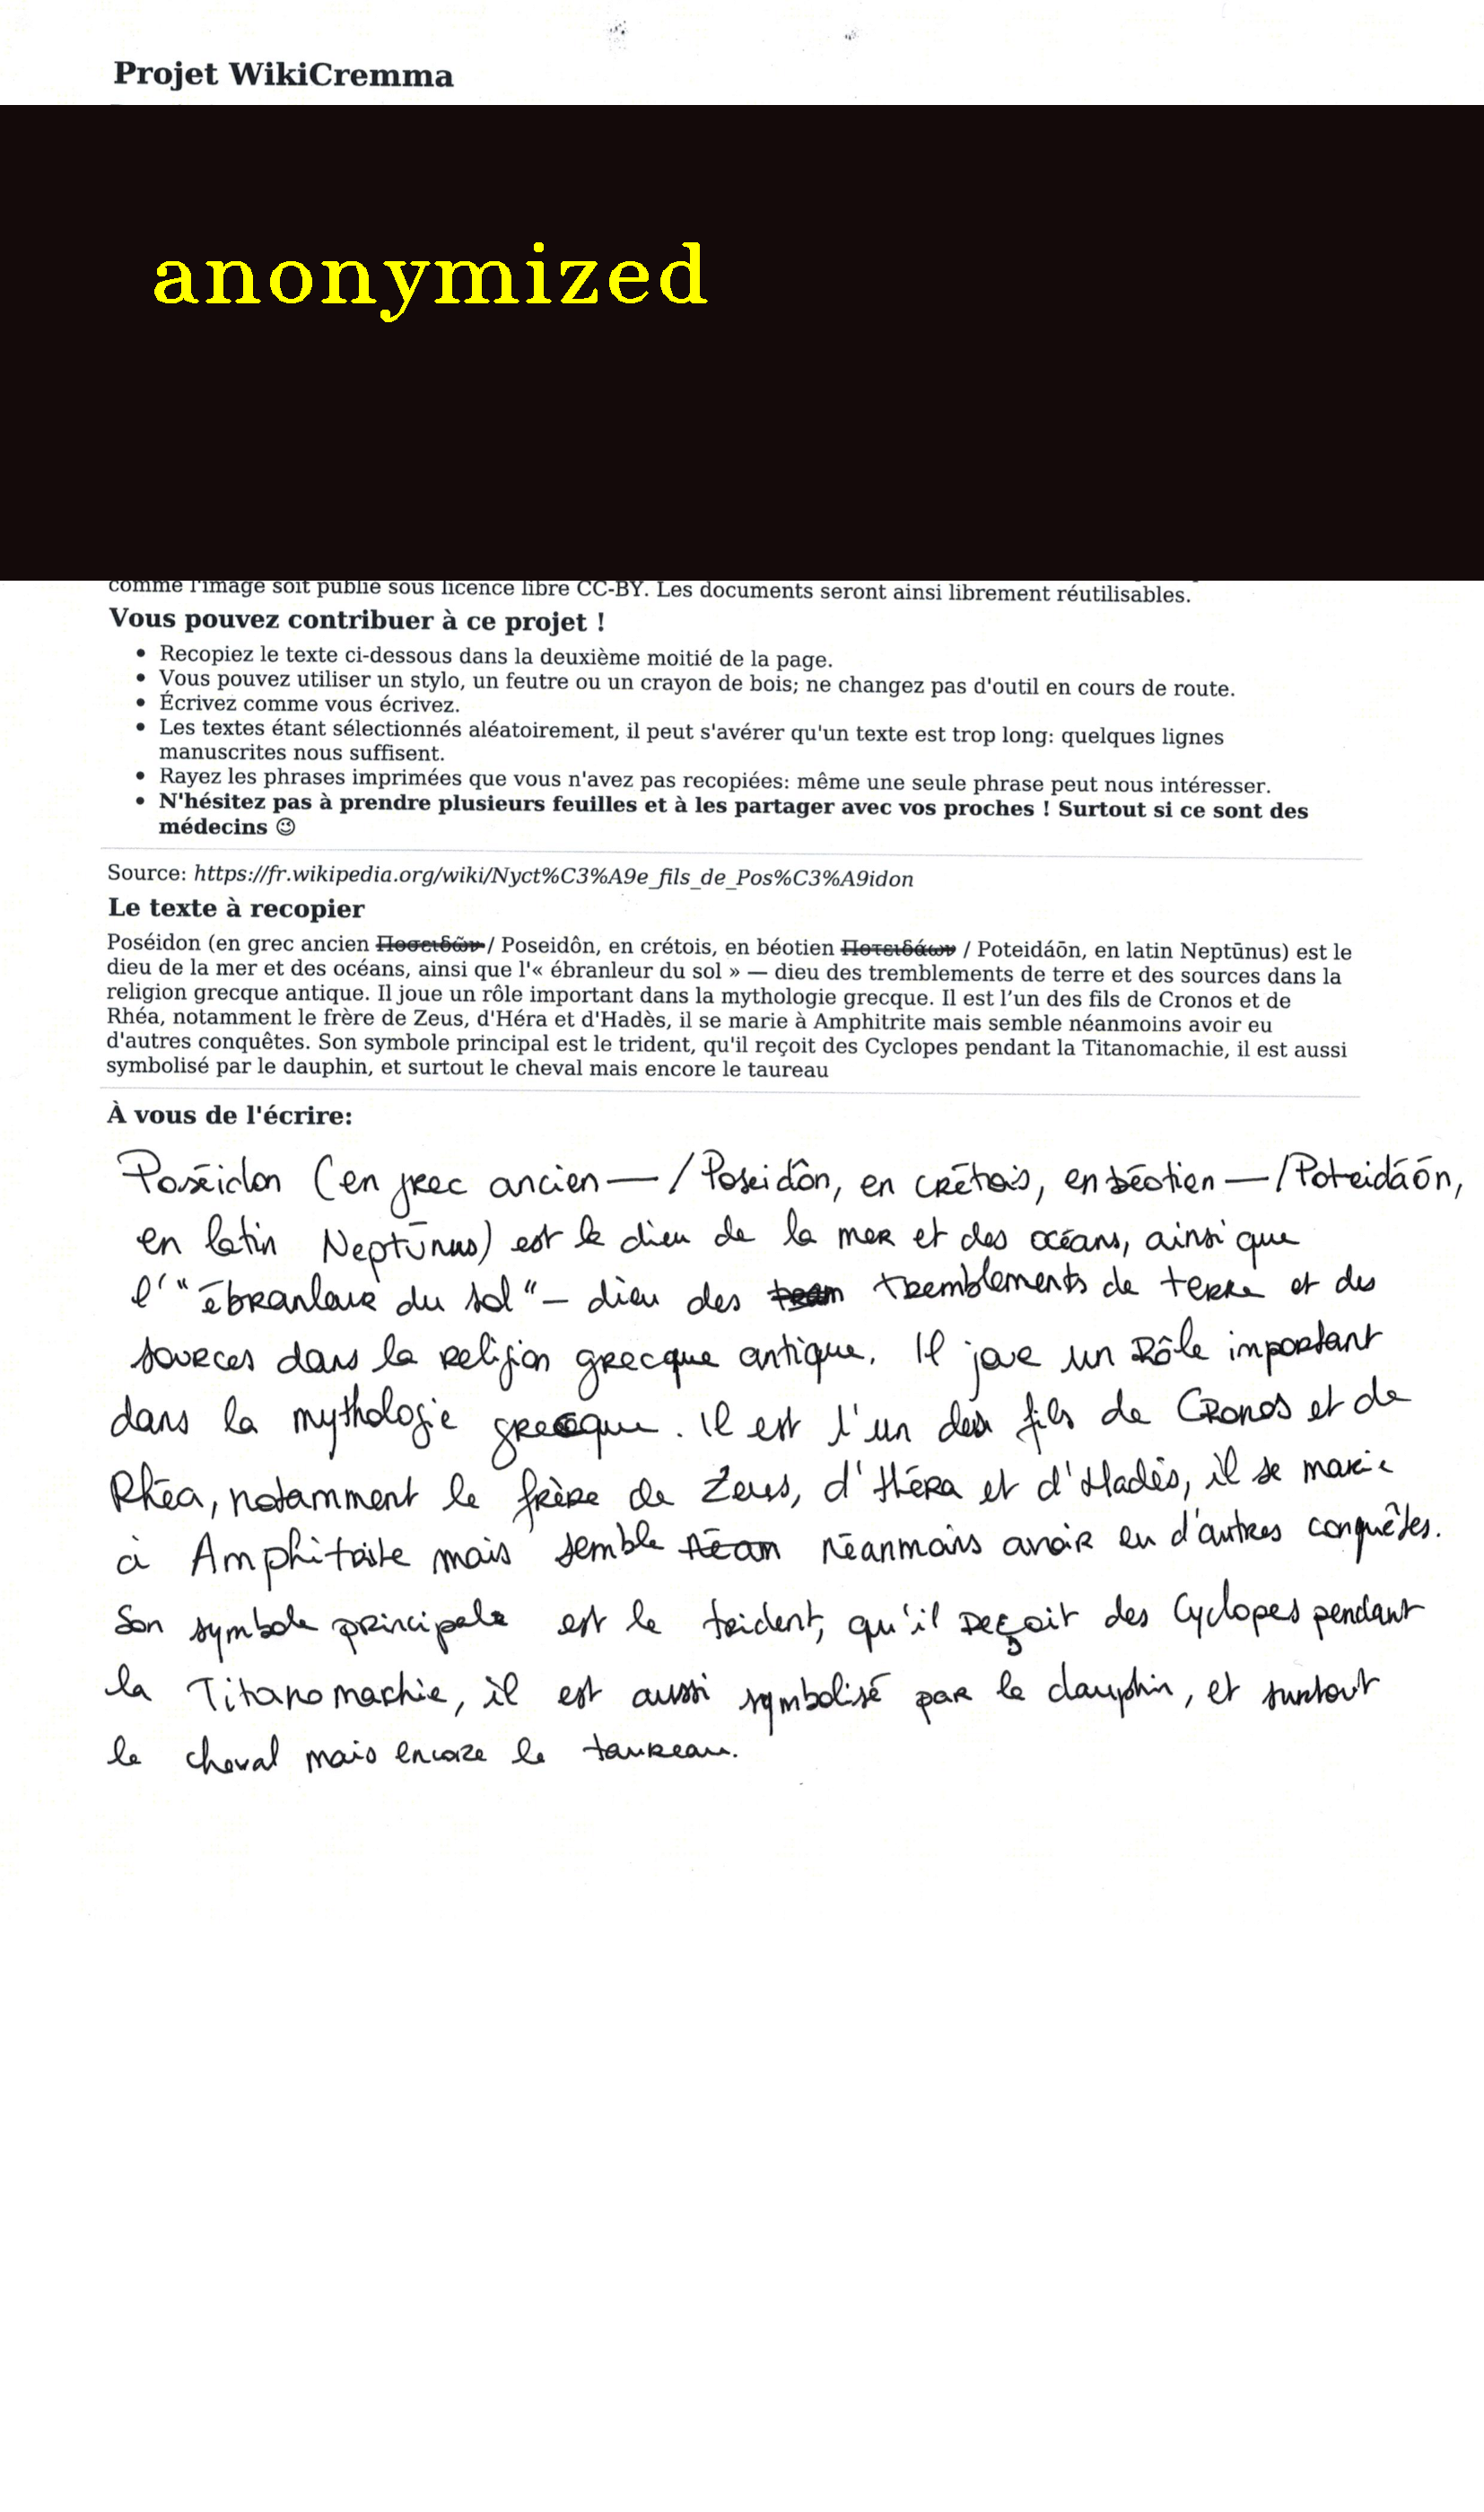 Projet WikiCremma
anonymized
comme l'image soit publié sous licence libre CC-BY. Les documents seront ainsi librement réutilisables.
Vous pouvez contribuer à ce projet !
• Recopiez le texte ci-dessous dans la deuxième moitié de la page.
• Vous pouvez utiliser un stylo, un feutre ou un crayon de bois; ne changez pas d'outil en cours de route.
• Écrivez comme vous écrivez.
• Les textes étant sélectionnés aléatoirement, il peut s'avérer qu'un texte est trop long: quelques lignes
manuscrites nous suffisent.
• Rayez les phrases imprimées que vous n'avez pas recopiées: même une seule phrase peut nous intéresser.
• N'hésitez pas à prendre plusieurs feuilles et à les partager avec vos proches ! Surtout si ce sont des
médecins 😉
Source: https://fr.wikipedia.org/wiki/Nyct%C3%A9e_fils_de_Pos%C3%A9idon
Le texte à recopier
Poséidon (en grec ancien Ποσειδῶν / Poseidôn, en crétois, en béotien Ποτειδάων / Poteidáōn, en latin Neptūnus) est le
dieu de la mer et des océans, ainsi que l'« ébranleur du sol » — dieu des tremblements de terre et des sources dans la
religion grecque antique. Il joue un rôle important dans la mythologie grecque. Il est l’un des fils de Cronos et de
Rhéa, notamment le frère de Zeus, d'Héra et d'Hadès, il se marie à Amphitrite mais semble néanmoins avoir eu
d'autres conquêtes. Son symbole principal est le trident, qu'il reçoit des Cyclopes pendant la Titanomachie, il est aussi
symbolisé par le dauphin, et surtout le cheval mais encore le taureau
À vous de l'écrire:
Poséidon (en grec ancien — / Poseidôn, en crétois, en béotien — / Poteidáōn,
en latin Neptūnus) est le dieu de la mer et des océans, ainsi que
l'"ébranleur du sol" — dieu des tream tremblements de terre et des
sources dans la religion grecque antique. Il joue un rôle important
dans la mythologie grecque. Il est l'un des fils de Cronos et de
Rhéa, notamment le frère de Zeus, d'Héra et d'Hadès, il se marie
à Amphitrite mais semble néan néanmoins avoir eu d'autres conquêtes.
Son symbole principale est le trident, qu'il reçoit des Cyclopes pendant
la Titanomachie, il est aussi symbolisé par le dauphin, et surtout
le cheval mais encore le taureau.